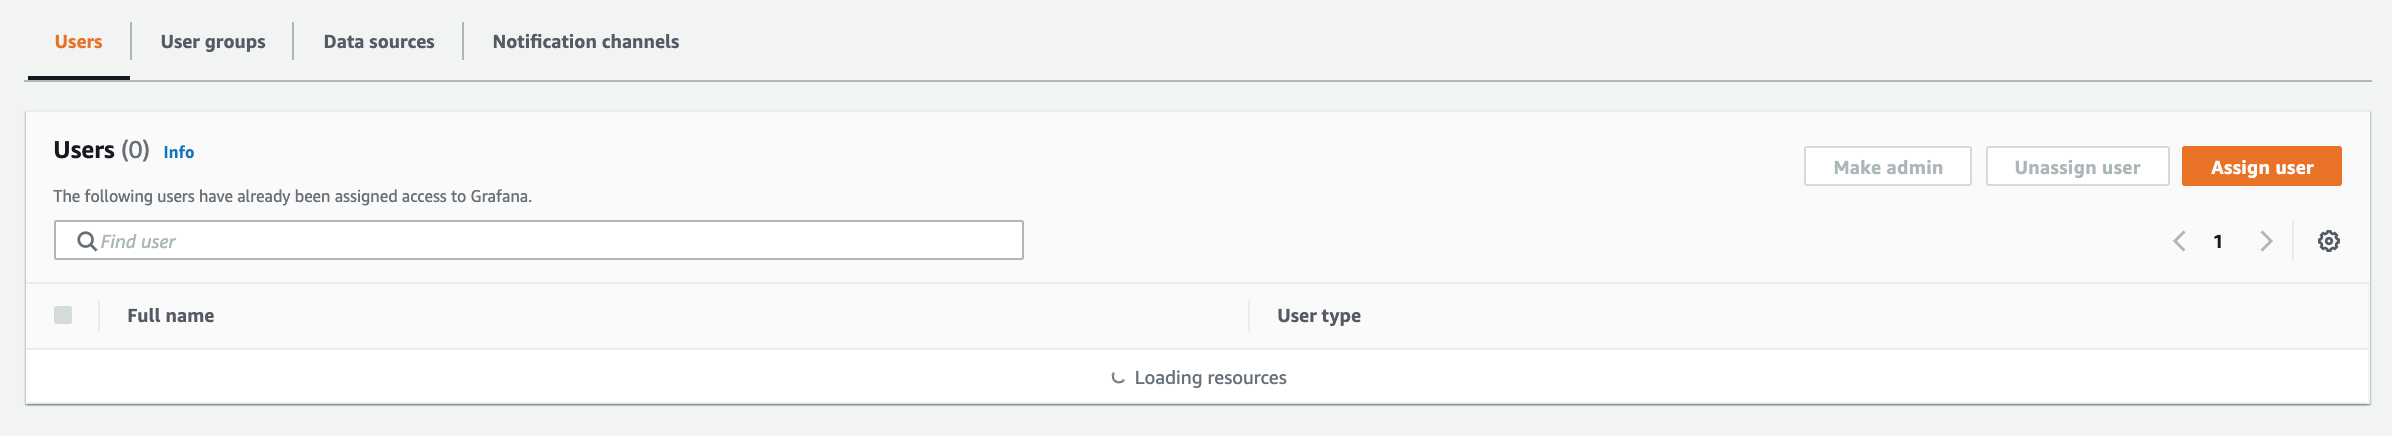 Users
User groups
Data sources
Notification channels
Users (0) Info
Make admin
Unassign user
Assign user
The following users have already been assigned access to Grafana.
Find user
1
Full name
User type
Loading resources